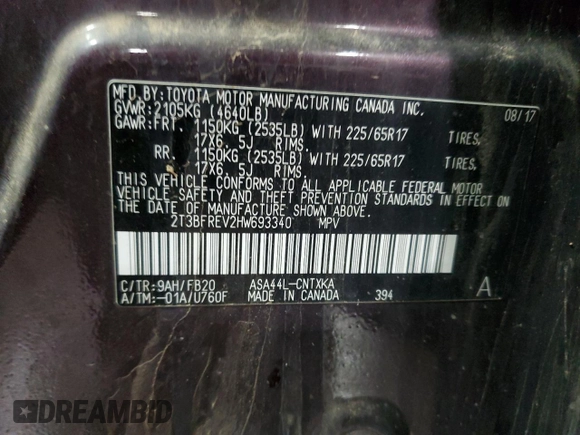 MFD. BY: TOYOTA MOTOR MANUFACTURING CANADA INC. 08/17
GVWR: 2105KG (4640LB)
GAWR: FRT. 1150KG (2535LB) WITH 225/65R17 TIRES,
17X6.5J RIMS.
RR. 1150KG (2535LB) WITH 225/65R17 TIRES,
17X6.5J RIMS.
THIS VEHICLE CONFORMS TO ALL APPLICABLE FEDERAL MOTOR
VEHICLE SAFETY AND THEFT PREVENTION STANDARDS IN EFFECT ON
THE DATE OF MANUFACTURE SHOWN ABOVE.
2T3BFREV2HW693340 MPV
C/TR: 9AH/FB20 ASA44L-CNTXKA A
A/TM: -01A/U760F MADE IN CANADA 394
DREAMBID